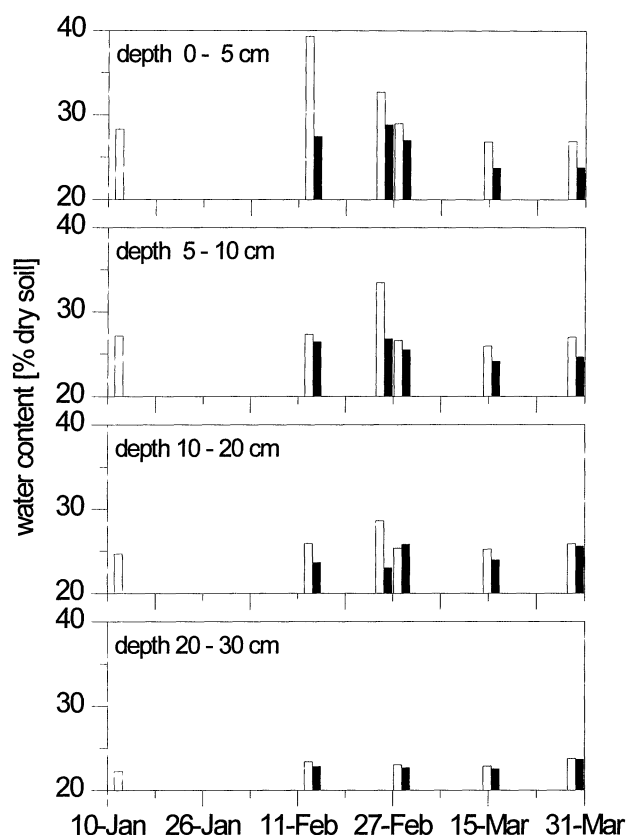 water content [% dry soil]
depth 0 - 5 cm
40
30
20
depth 5 - 10 cm
40
30
20
depth 10 - 20 cm
40
30
20
depth 20 - 30 cm
40
30
20
10-Jan 26-Jan 11-Feb 27-Feb 15-Mar 31-Mar